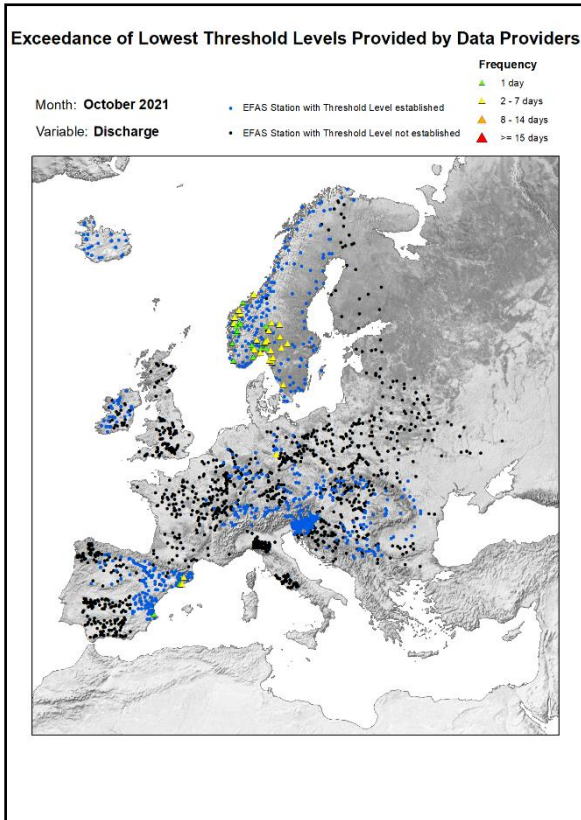 Exceedance of Lowest Threshold Levels Provided by Data Providers
Frequency
1 day
Month: October 2021
EFAS Station with Threshold Level established
2 - 7 days
8 - 14 days
Variable: Discharge
EFAS Station with Threshold Level not established
>= 15 days